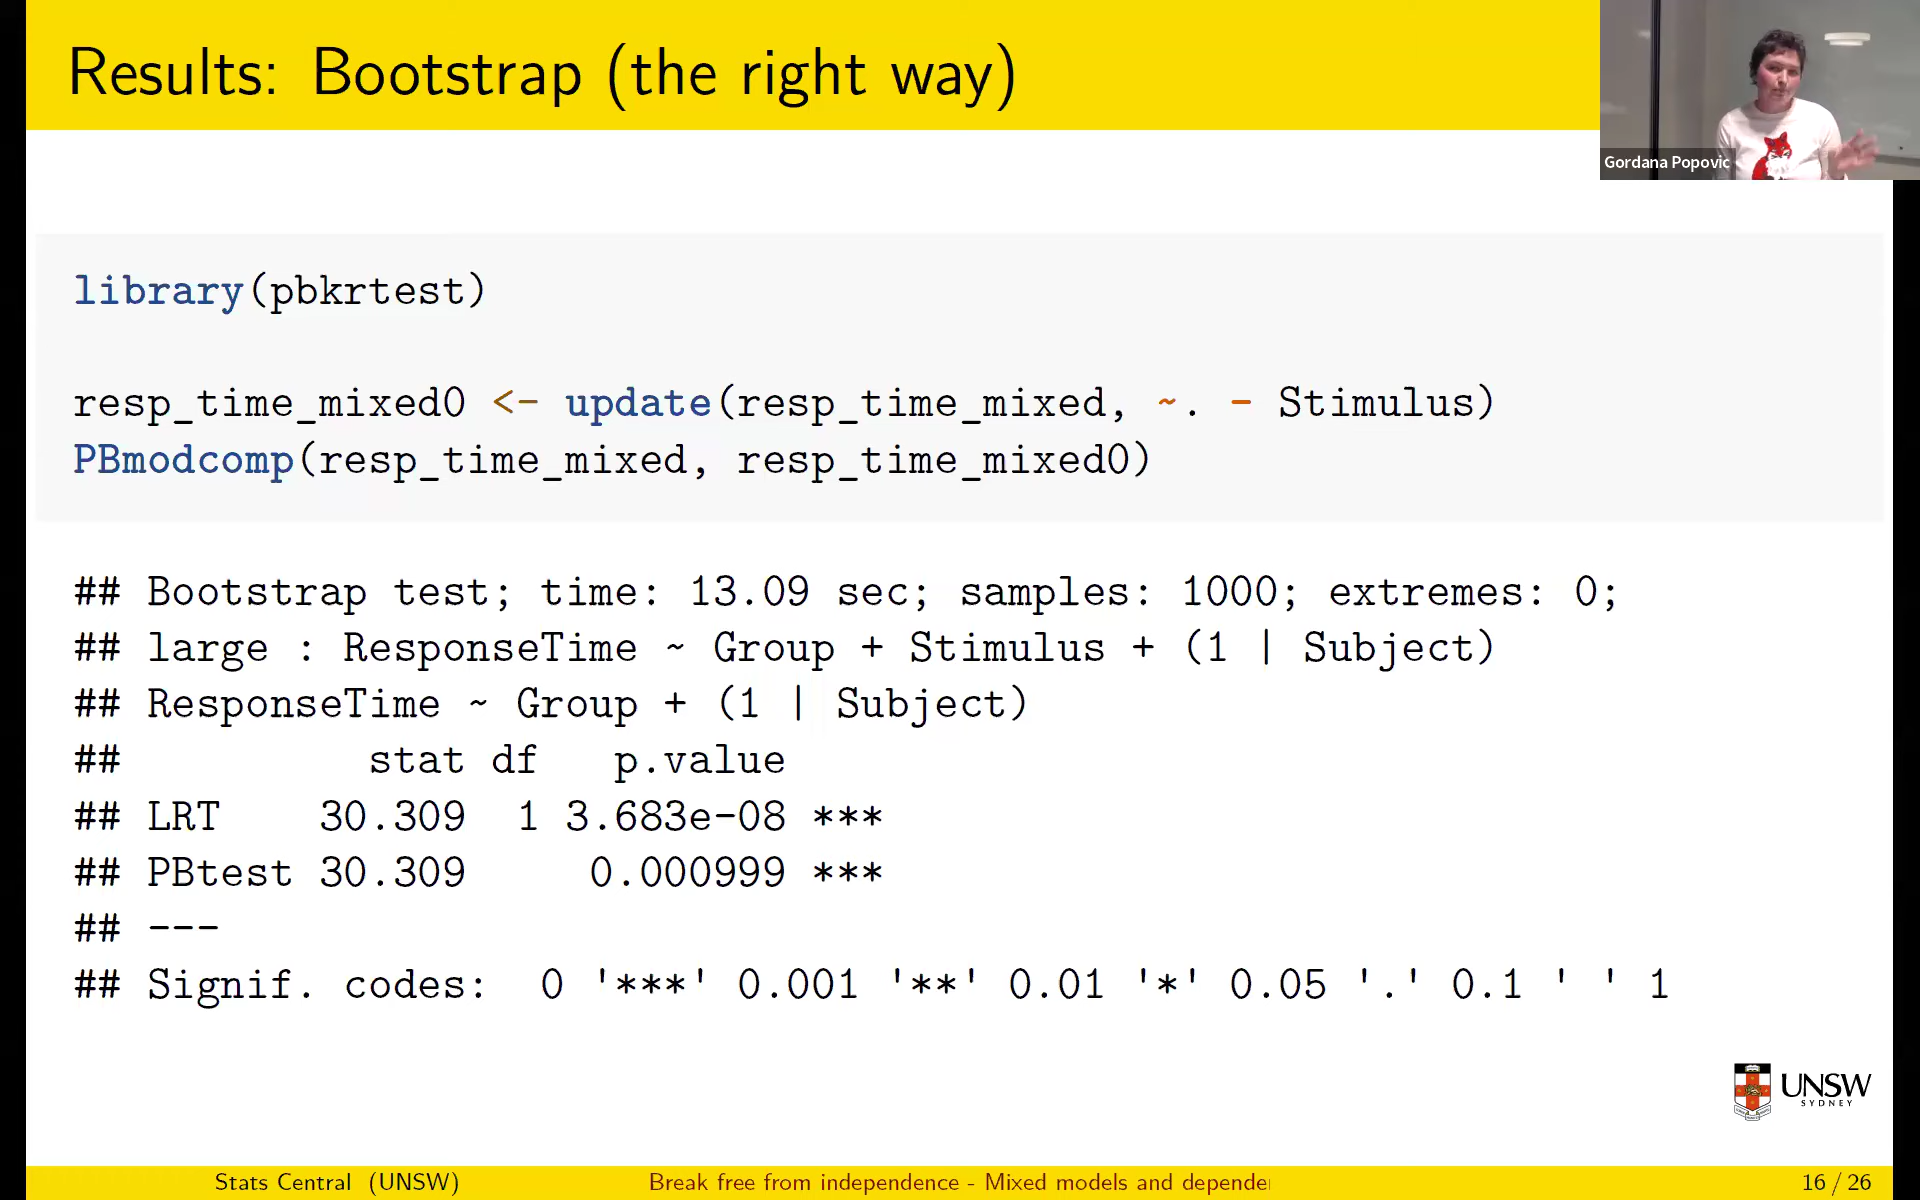 Results: Bootstrap (the right way)
Gordana Popovic
library(pbkrtest)
resp_time_mixed0 <- update(resp_time_mixed, ~. - Stimulus)
PBmodcomp(resp_time_mixed, resp_time_mixed0)
## Bootstrap test; time: 13.09 sec; samples: 1000; extremes: 0;
## large : ResponseTime ~ Group + Stimulus + (1 | Subject)
## ResponseTime ~ Group + (1 | Subject)
## stat df p.value
## LRT 30.309 1 3.683e-08 ***
## PBtest 30.309 0.000999 ***
## ---
## Signif. codes: 0 '***' 0.001 '**' 0.01 '*' 0.05 '.' 0.1 ' ' 1
UNSW
SYDNEY
Stats Central (UNSW) Break free from independence - Mixed models and depende 16 / 26